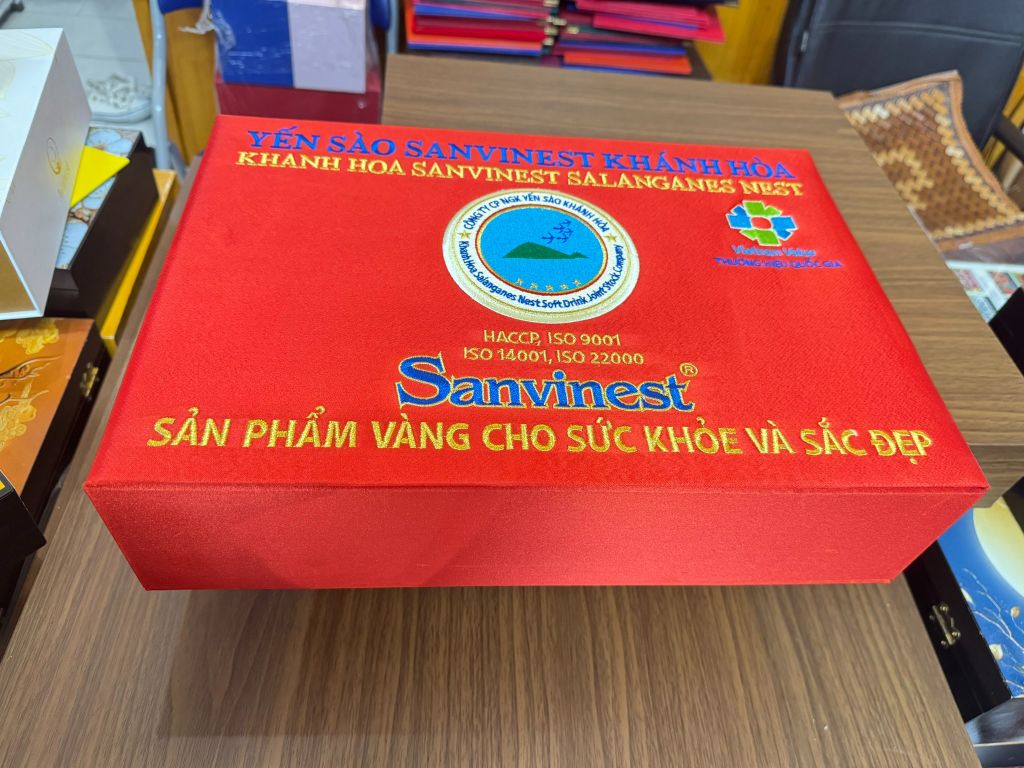 YẾN SÀO SANVINEST KHÁNH HÒA
KHANH HOA SANVINEST SALANGANES NEST
CÔNG TY CP NGK YẾN SÀO KHÁNH HÒA
Khanh Hoa Salanganes Nest Soft Drink Joint Stock Company
Vietnam Value
THƯƠNG HIỆU QUỐC GIA
HACCP, ISO 9001
ISO 14001, ISO 22000
Sanvinest®
SẢN PHẨM VÀNG CHO SỨC KHỎE VÀ SẮC ĐẸP